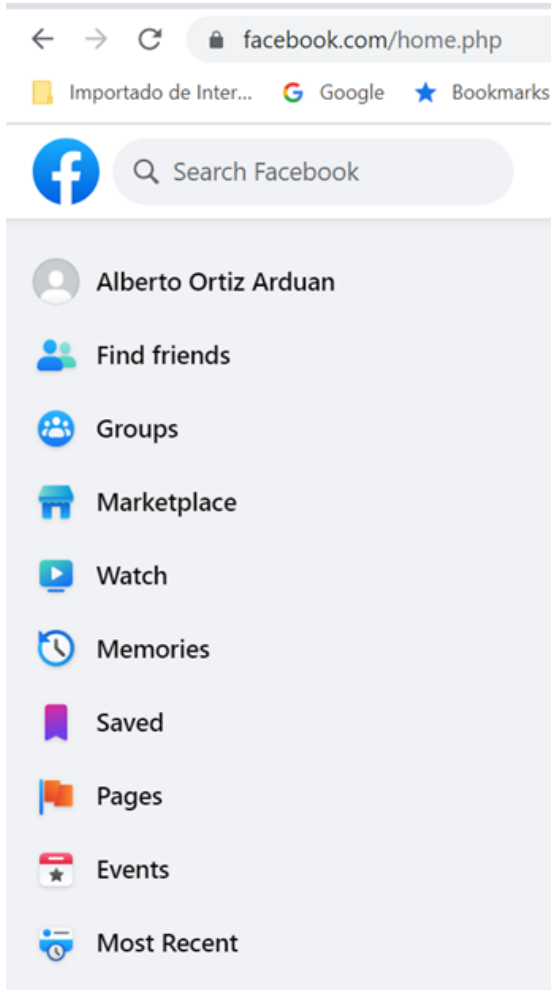 facebook.com/home.php
Importado de Inter... Google Bookmarks
Search Facebook
Alberto Ortiz Arduan
Find friends
Groups
Marketplace
Watch
Memories
Saved
Pages
Events
Most Recent